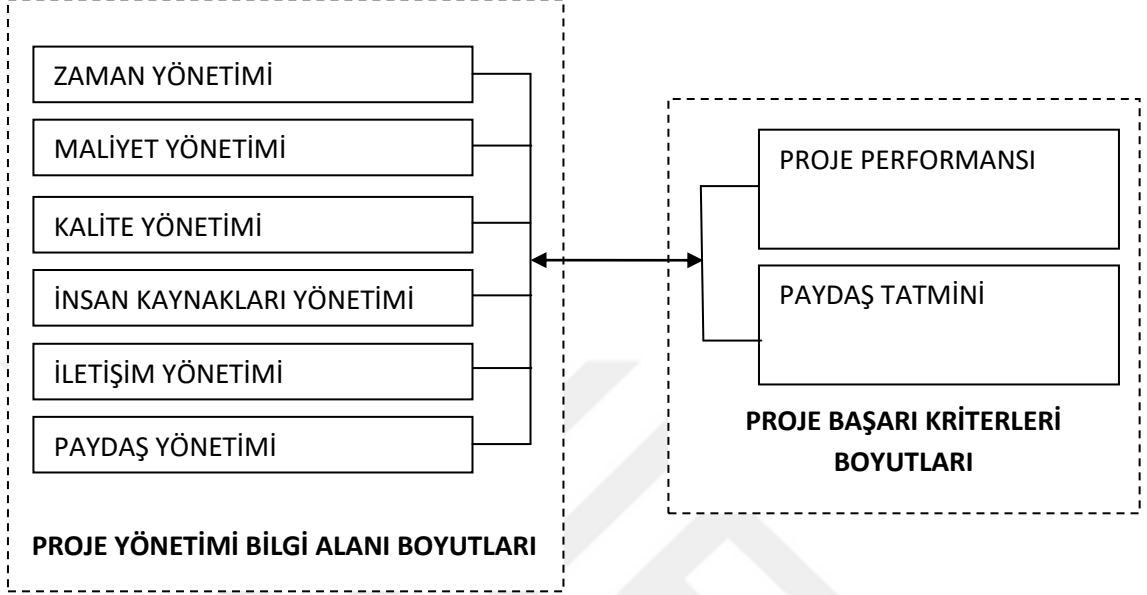 ZAMAN YÖNETİMİ
MALİYET YÖNETİMİ
KALİTE YÖNETİMİ
İNSAN KAYNAKLARI YÖNETİMİ
İLETİŞİM YÖNETİMİ
PAYDAŞ YÖNETİMİ
PROJE YÖNETİMİ BİLGİ ALANI BOYUTLARI
PROJE PERFORMANSI
PAYDAŞ TATMİNİ
PROJE BAŞARI KRİTERLERİ
BOYUTLARI